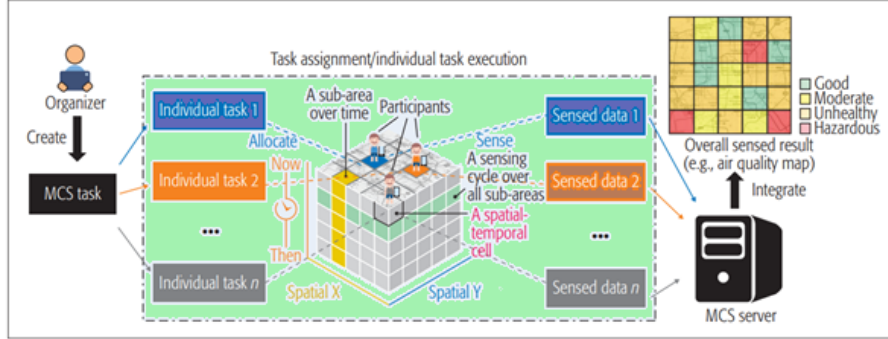 Task assignment/individual task execution
Organizer
Create
MCS task
Individual task 1
Individual task 2
•••
Individual task n
Allocate
A sub-area
over time
Participants
Sense
Now
Then
A sensing
cycle over
all sub-areas
A spatial-
temporal
cell
Spatial X
Spatial Y
Sensed data 1
Sensed data 2
•••
Sensed data n
Good
Moderate
Unhealthy
Hazardous
Overall sensed result
(e.g., air quality map)
Integrate
MCS server